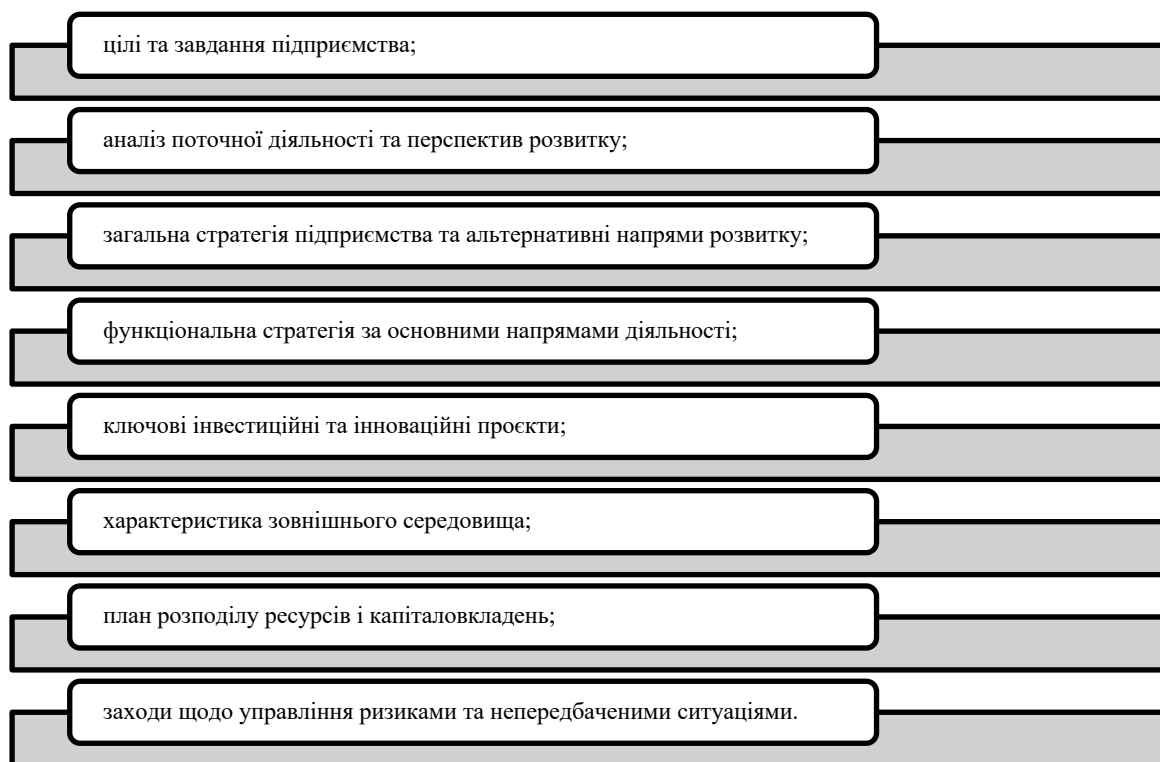 цілі та завдання підприємства;
аналіз поточної діяльності та перспектив розвитку;
загальна стратегія підприємства та альтернативні напрями розвитку;
функціональна стратегія за основними напрямами діяльності;
ключові інвестиційні та інноваційні проєкти;
характеристика зовнішнього середовища;
план розподілу ресурсів і капіталовкладень;
заходи щодо управління ризиками та непередбаченими ситуаціями.